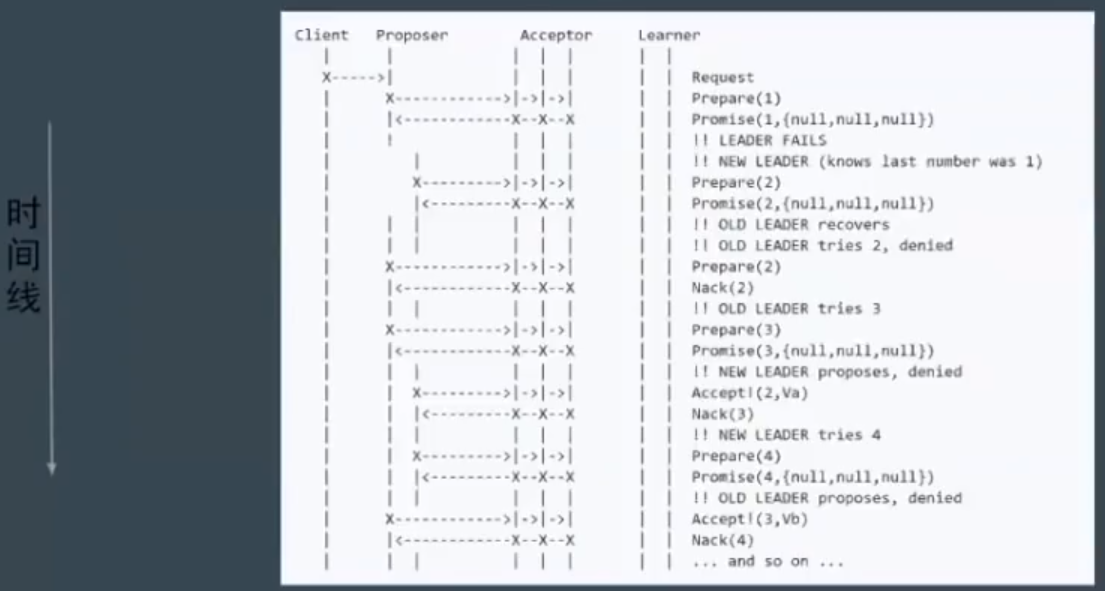 时间线
Client Proposer Acceptor Learner
| | | | | | |
X----->| | | | | | Request
| X------------>|->|->| | | Prepare(1)
| |<------------X--X--X | | Promise(1,{null,null,null})
| ! | | | | | !! LEADER FAILS
| | | | | | | !! NEW LEADER (knows last number was 1)
| X--------->|->|->| | | Prepare(2)
| |<---------X--X--X | | Promise(2,{null,null,null})
| | | | | | | | !! OLD LEADER recovers
| | | | | | | | !! OLD LEADER tries 2, denied
| X------------>|->|->| | | Prepare(2)
| |<------------X--X--X | | Nack(2)
| | | | | | | | !! OLD LEADER tries 3
| X------------>|->|->| | | Prepare(3)
| |<------------X--X--X | | Promise(3,{null,null,null})
| | | | | | | | !! NEW LEADER proposes, denied
| | X--------->|->|->| | | Accept!(2,Va)
| | |<---------X--X--X | | Nack(3)
| | | | | | | | !! NEW LEADER tries 4
| | X--------->|->|->| | | Prepare(4)
| | |<---------X--X--X | | Promise(4,{null,null,null})
| | | | | | | | !! OLD LEADER proposes, denied
| X------------>|->|->| | | Accept!(3,Vb)
| |<------------X--X--X | | Nack(4)
| | | | | | | | ... and so on ...